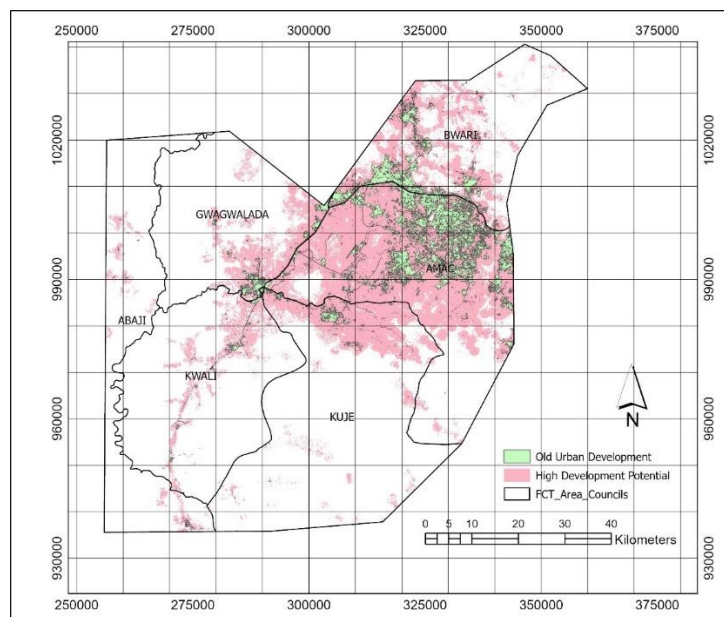 250000 275000 300000 325000 350000 375000
1020000 1020000
BWARI
GWAGWALADA
990000 AMAC 990000
ABAJI
KWALI
960000 KUJE 960000
N
Old Urban Development
High Development Potential
FCT_Area_Councils
0 5 10 20 30 40
Kilometers
930000 930000
250000 275000 300000 325000 350000 375000